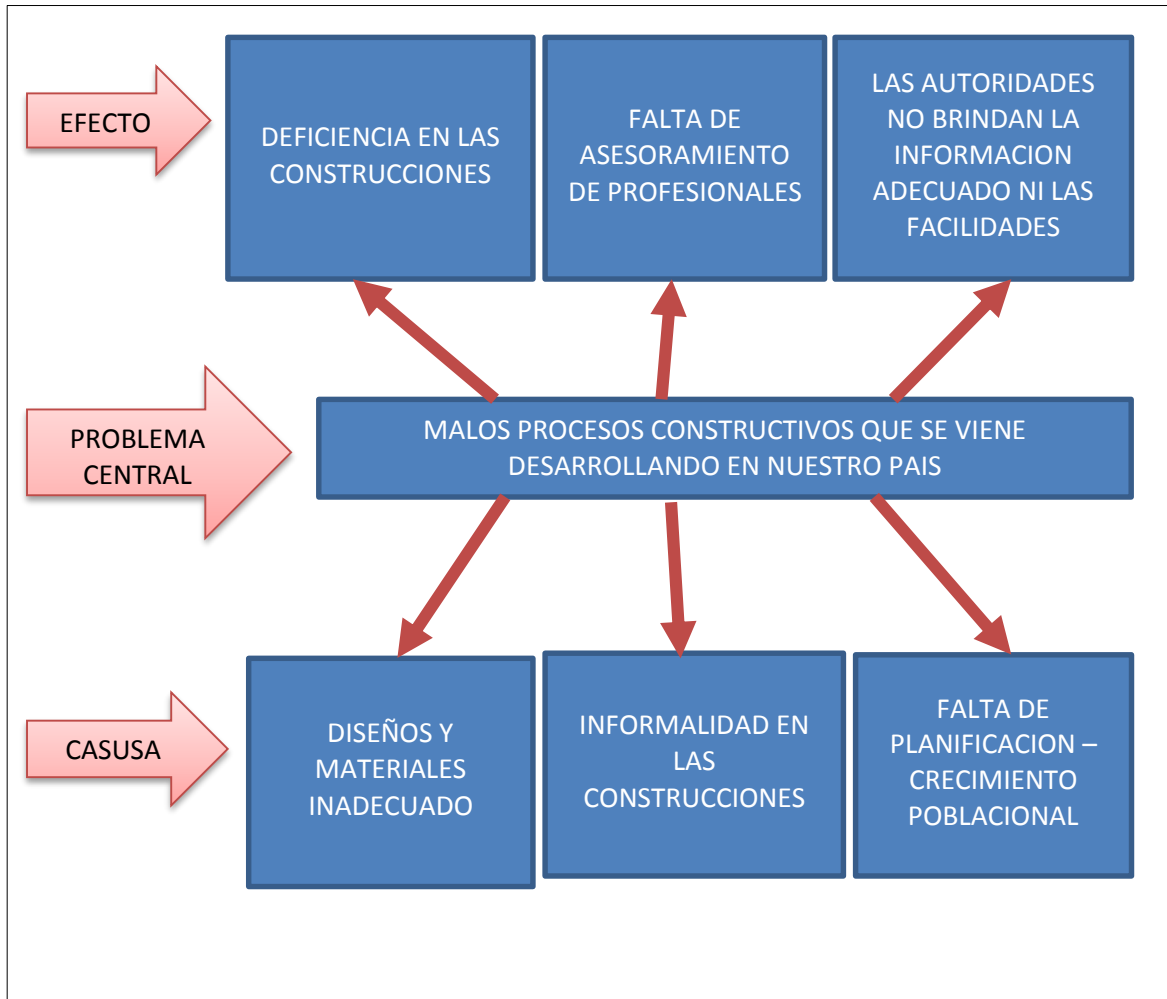 EFECTO
DEFICIENCIA EN LAS
CONSTRUCCIONES
FALTA DE
ASESORAMIENTO
DE PROFESIONALES
LAS AUTORIDADES
NO BRINDAN LA
INFORMACION
ADECUADO NI LAS
FACILIDADES
PROBLEMA
CENTRAL
MALOS PROCESOS CONSTRUCTIVOS QUE SE VIENE
DESARROLLANDO EN NUESTRO PAIS
CASUSA
DISEÑOS Y
MATERIALES
INADECUADO
INFORMALIDAD EN
LAS
CONSTRUCCIONES
FALTA DE
PLANIFICACION –
CRECIMIENTO
POBLACIONAL